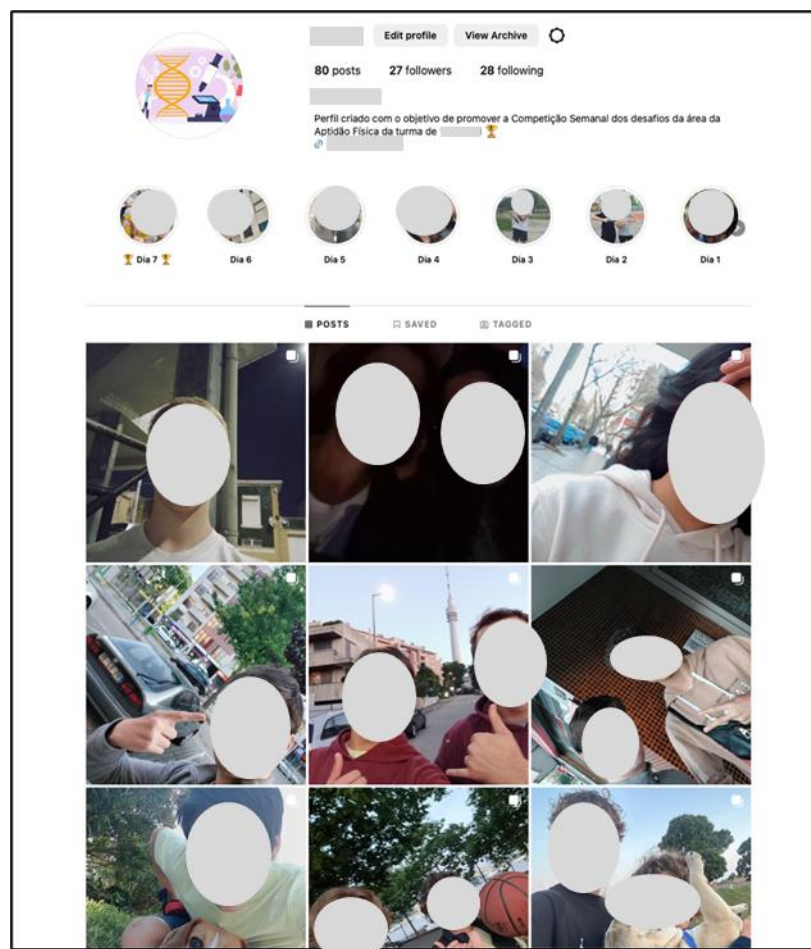 Edit profile View Archive
80 posts 27 followers 28 following
Perfil criado com o objetivo de promover a Competição Semanal dos desafios da área da
Aptidão Física da turma de
Dia 7 Dia 6 Dia 5 Dia 4 Dia 3 Dia 2 Dia 1
POSTS SAVED TAGGED